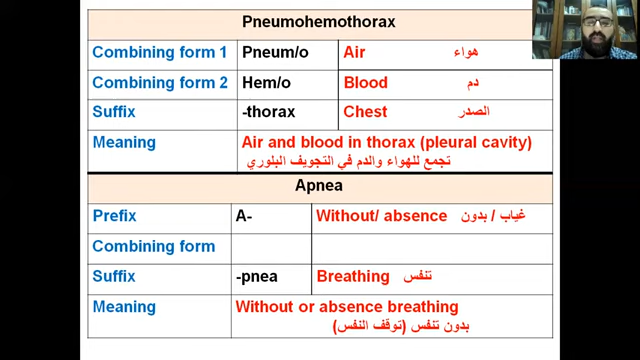 Pneumohemothorax
Combining form 1 Pneum/o Air هواء
Combining form 2 Hem/o Blood دم
Suffix -thorax Chest الصدر
Meaning Air and blood in thorax (pleural cavity)
تجمع للهواء والدم في التجويف البلوري
Apnea
Prefix A- Without/ absence غياب / بدون
Combining form
Suffix -pnea Breathing تنفس
Meaning Without or absence breathing
بدون تنفس (توقف النفس)